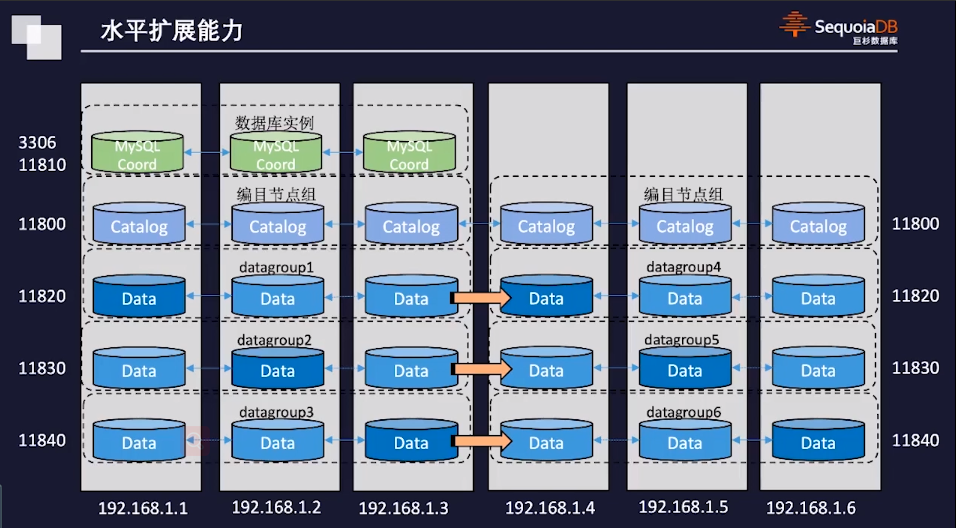 水平扩展能力
SequoiaDB
巨杉数据库
数据库实例
3306
11810
MySQL
Coord
MySQL
Coord
MySQL
Coord
编目节点组
编目节点组
11800
Catalog
Catalog
Catalog
Catalog
Catalog
Catalog
11800
datagroup1
datagroup4
11820
Data
Data
Data
Data
Data
Data
11820
datagroup2
datagroup5
11830
Data
Data
Data
Data
Data
Data
11830
datagroup3
datagroup6
11840
Data
Data
Data
Data
Data
Data
11840
192.168.1.1
192.168.1.2
192.168.1.3
192.168.1.4
192.168.1.5
192.168.1.6